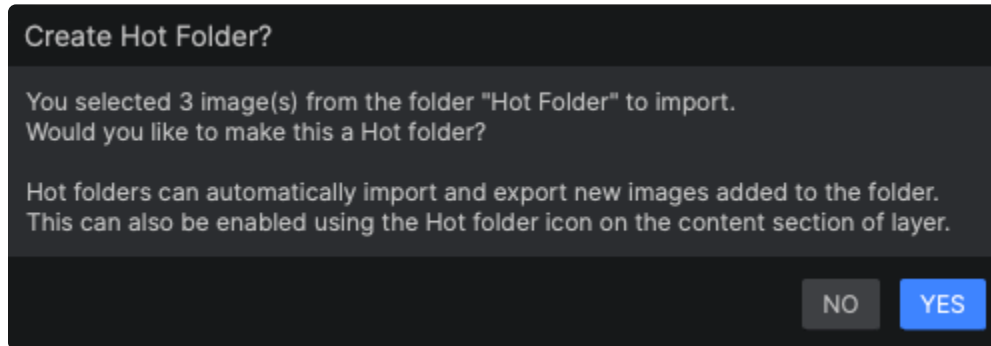 Create Hot Folder?
You selected 3 image(s) from the folder "Hot Folder" to import.
Would you like to make this a Hot folder?
Hot folders can automatically import and export new images added to the folder.
This can also be enabled using the Hot folder icon on the content section of layer.
NO
YES